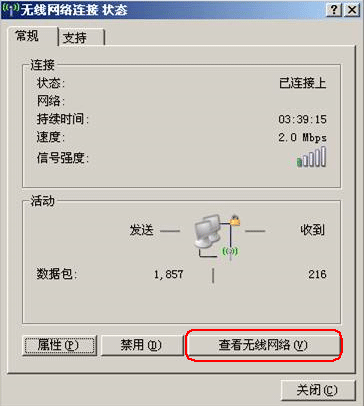 无线网络连接 状态
常规 支持
连接
状态: 已连接上
网络:
持续时间: 03:39:15
速度: 2.0 Mbps
信号强度:
活动
发送 — — 收到
数据包: 1,857 216
属性(P) 禁用(D) 查看无线网络(V)
关闭(C)